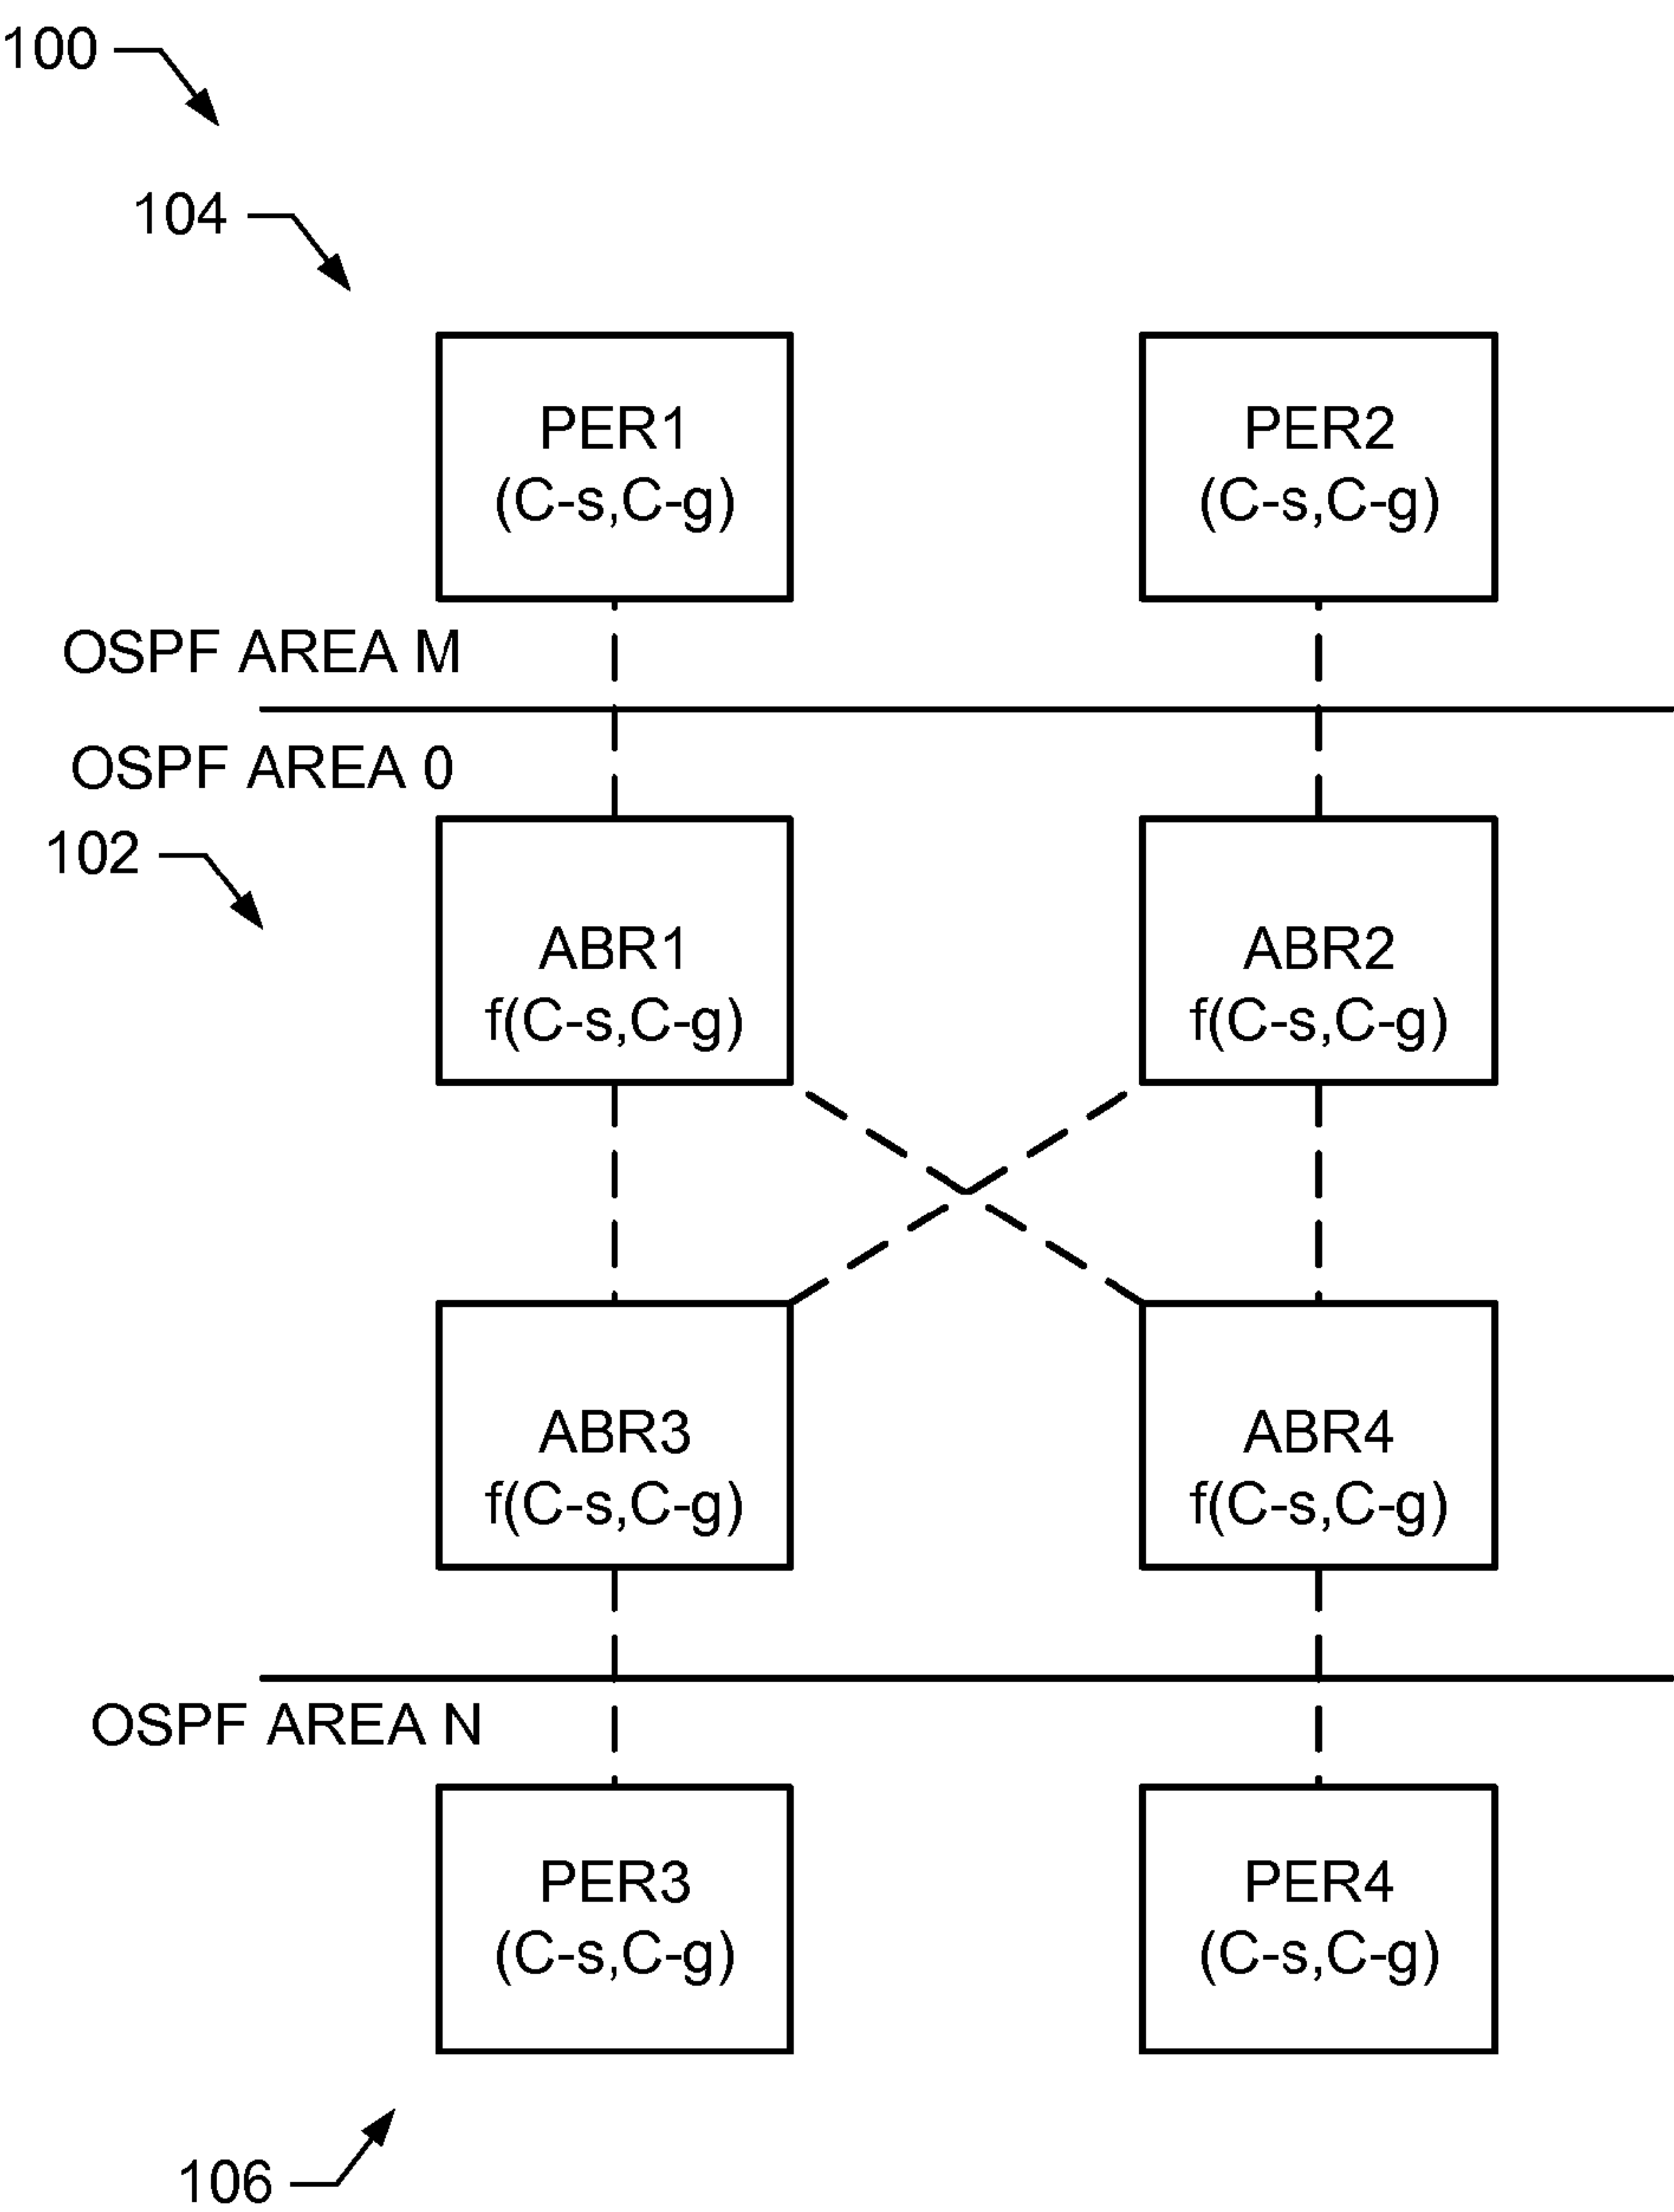 100
104
PER1
(C-s,C-g)
PER2
(C-s,C-g)
OSPF AREA M
OSPF AREA 0
102
ABR1
f(C-s,C-g)
ABR2
f(C-s,C-g)
ABR3
f(C-s,C-g)
ABR4
f(C-s,C-g)
OSPF AREA N
PER3
(C-s,C-g)
PER4
(C-s,C-g)
106